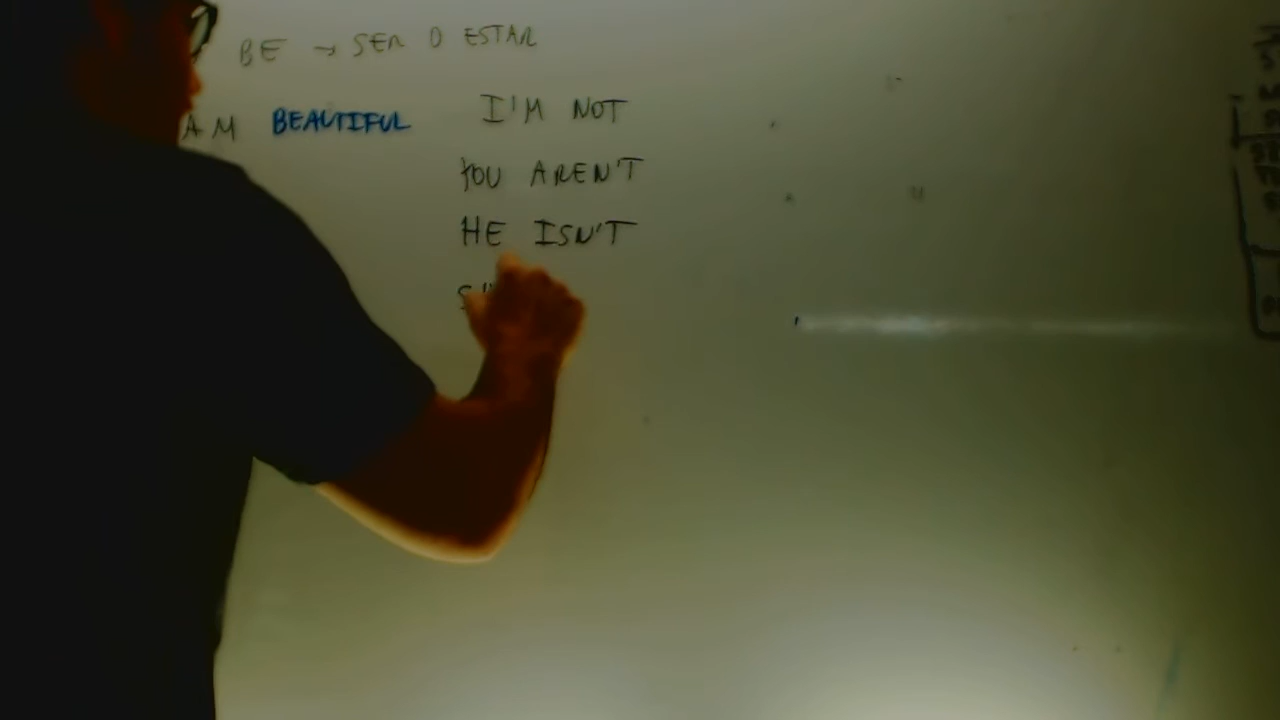 BE → SER O ESTAR
AM BEAUTIFUL
I'M NOT
YOU AREN'T
HE ISN'T